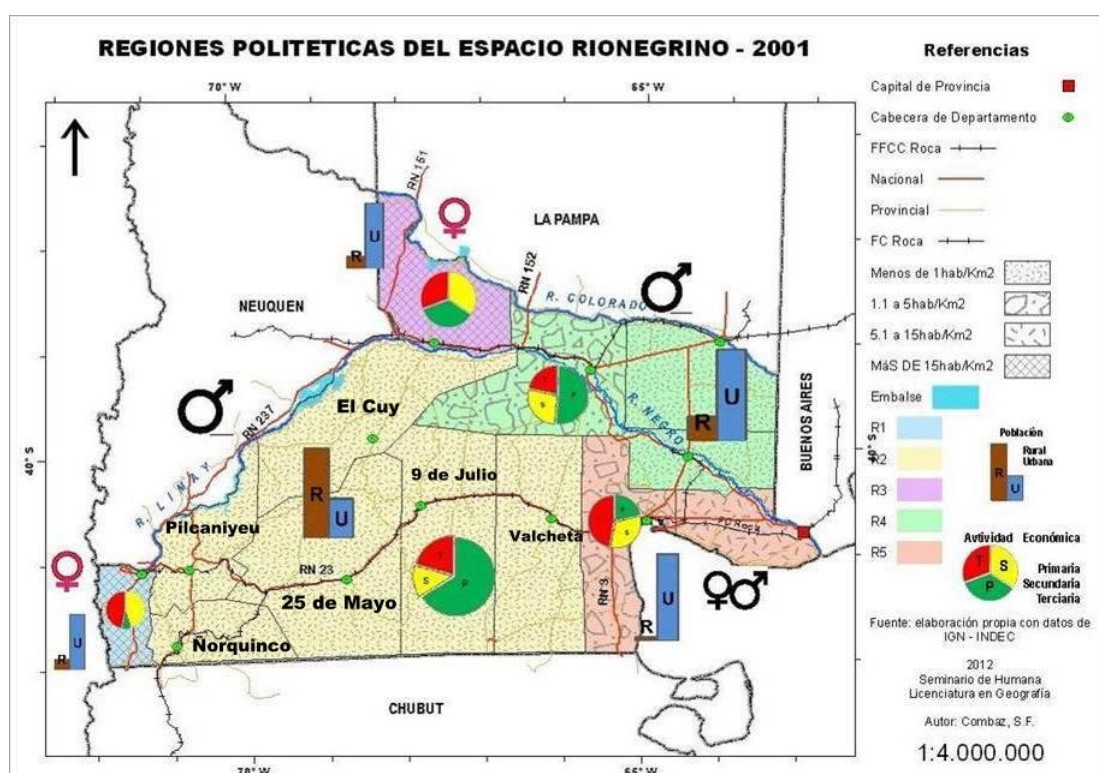 REGIONES POLITETICAS DEL ESPACIO RIONEGRINO - 2001
70° W
65° W
RN 151
LA PAMPA
U
R
RN 152
R. COLORADO
NEUQUEN
BUENOS AIRES
El Cuy
P
T
S
U
R
R. NEGRO
RN 237
40° S
40° S
R. LIMAY
9 de Julio
R
U
Pilcaniyeu
Valcheta
P
S
FC Roca
RN 23
T
S
P
RN 3
25 de Mayo
U
R
U
R
Ñorquinco
CHUBUT
70° W
65° W
Referencias
Capital de Provincia
Cabecera de Departamento
FFCC Roca
Nacional
Provincial
FC Roca
Menos de 1hab/Km2
1.1 a 5hab/Km2
5.1 a 15hab/Km2
MáS DE 15hab/Km2
Embalse
R1
R2
R3
R4
R5
Población
Rural
Urbana
R
U
Avtividad Económica
T
S
P
Primaria
Secundaria
Terciaria
Fuente: elaboración propia con datos de
IGN - INDEC
2012
Seminario de Humana
Licenciatura en Geografía
Autor: Combaz, S.F.
1:4.000.000